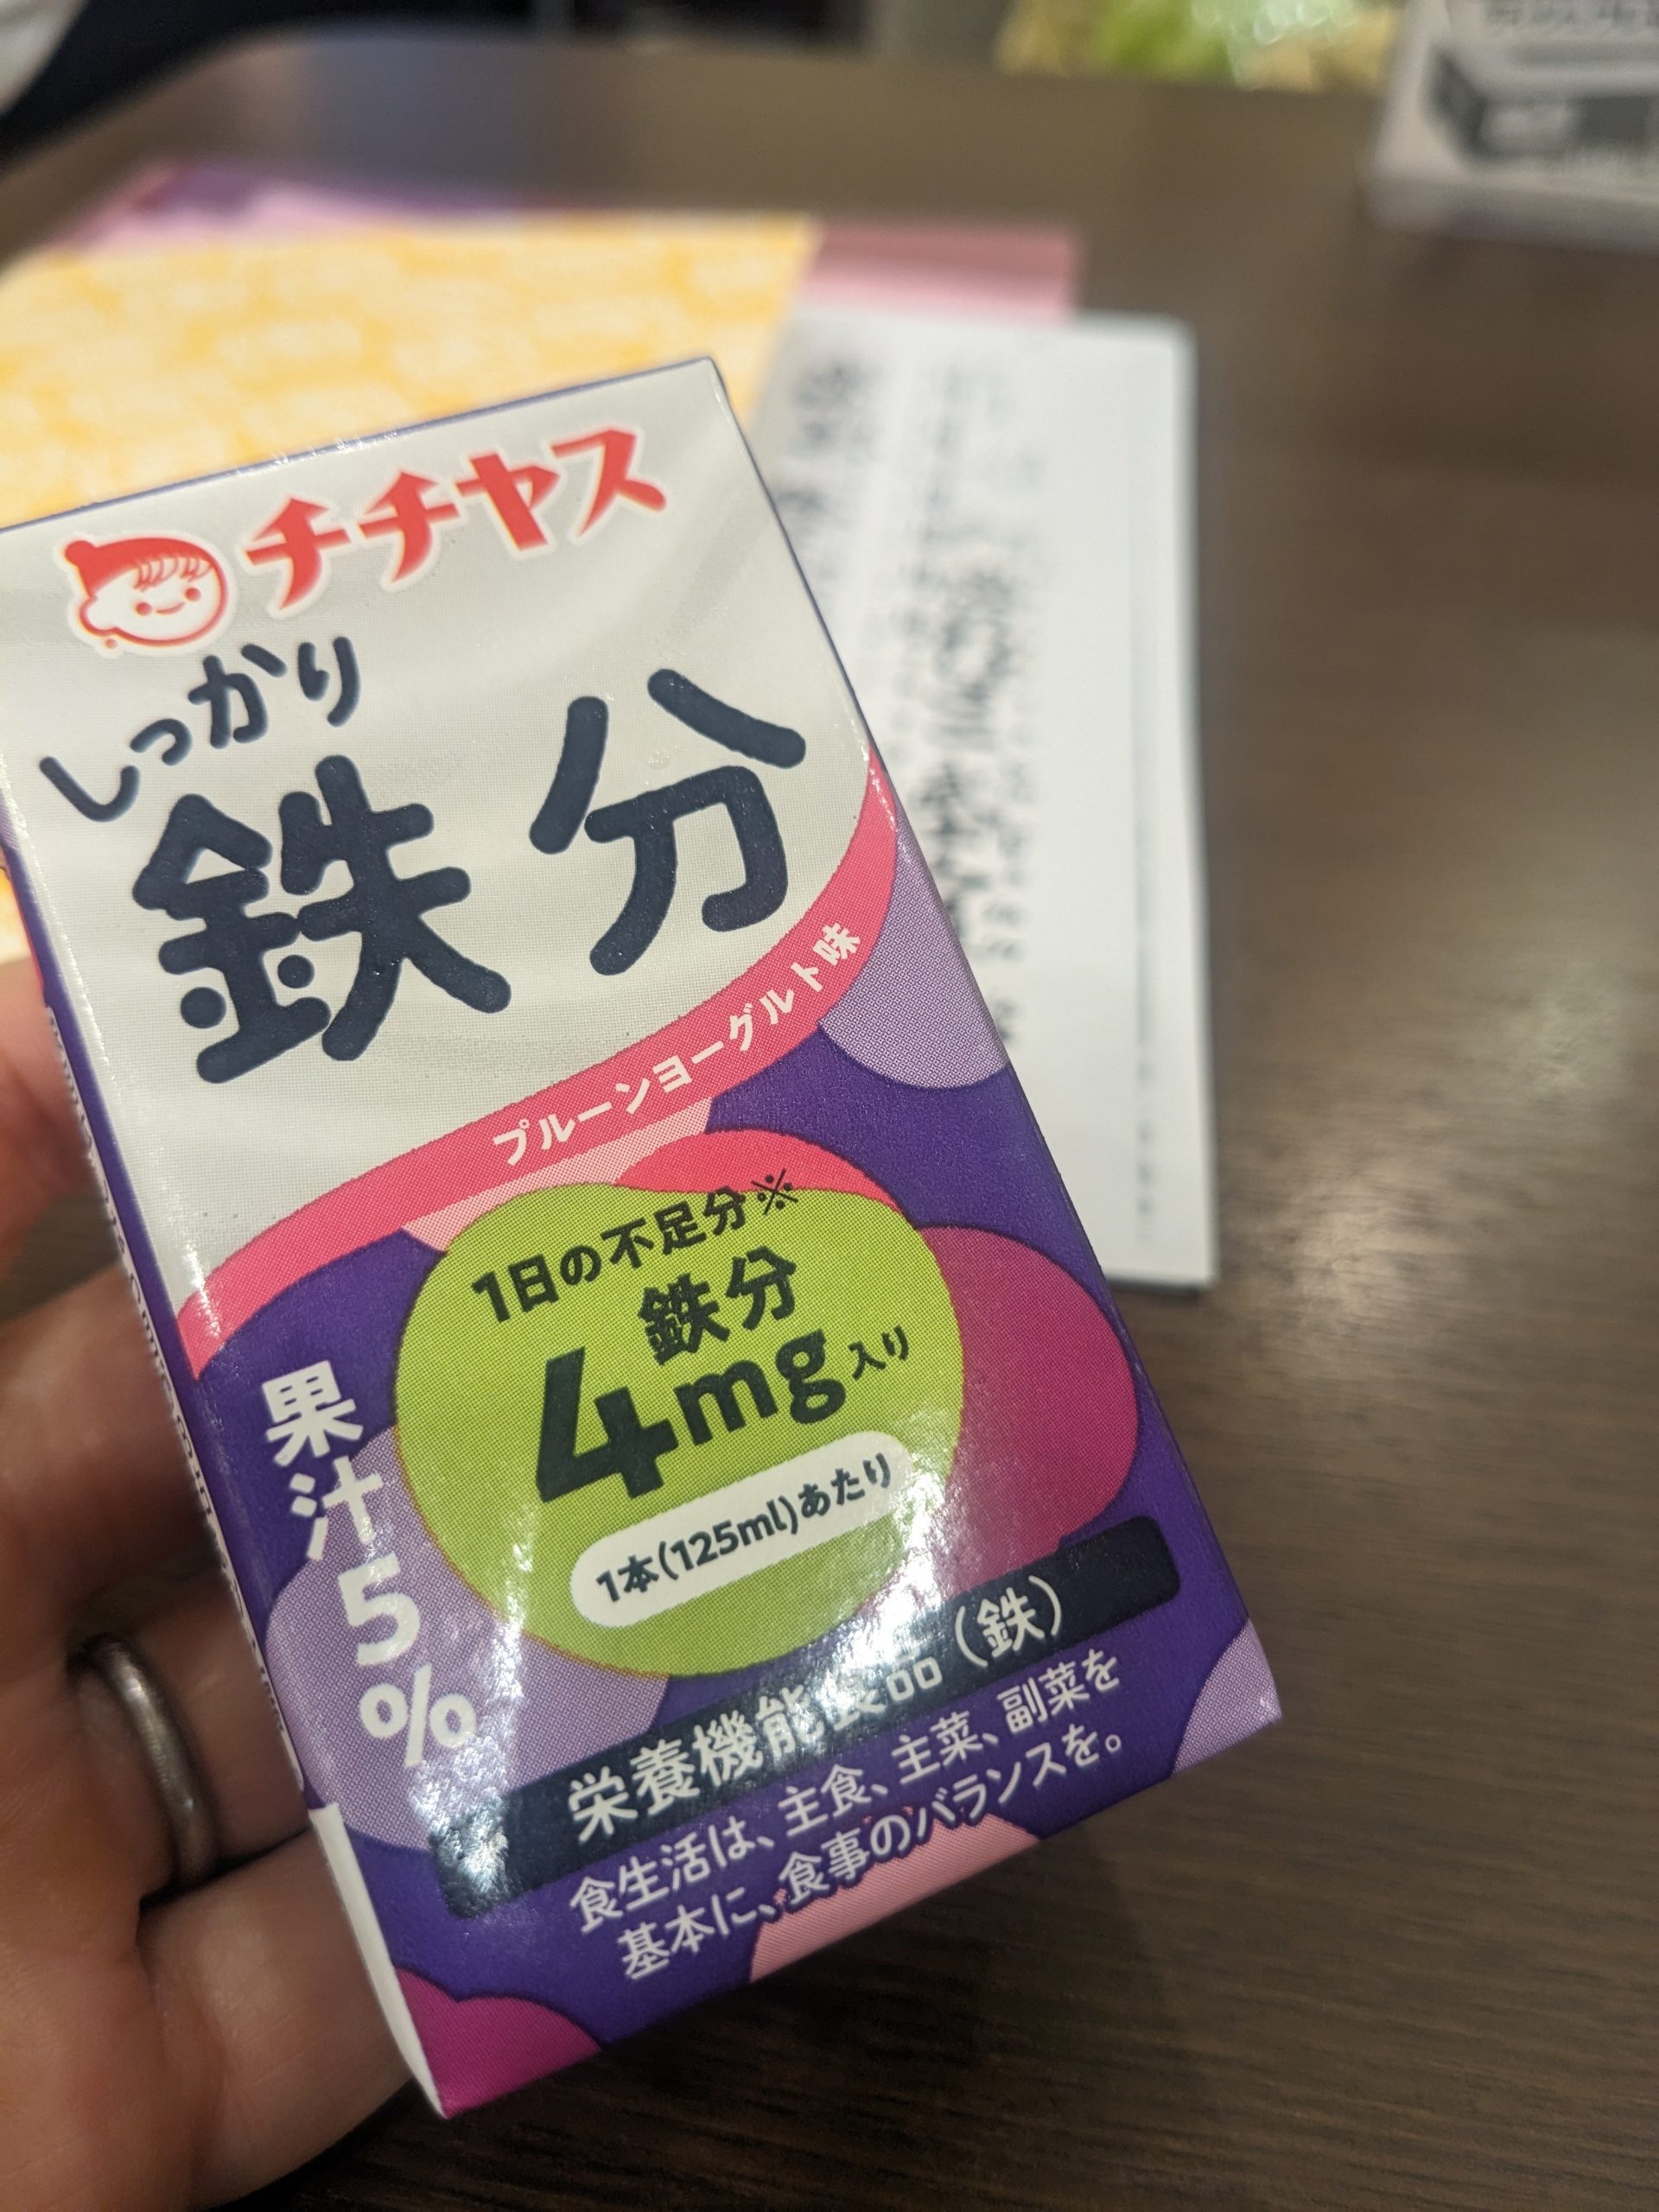 チチヤス
しっかり
鉄分
プルーンヨーグルト味
1日の不足分※
鉄分
4mg入り
1本(125ml)あたり
果汁5%
栄養機能食品(鉄)
食生活は、主食、主菜、副菜を
基本に、食事のバランスを。